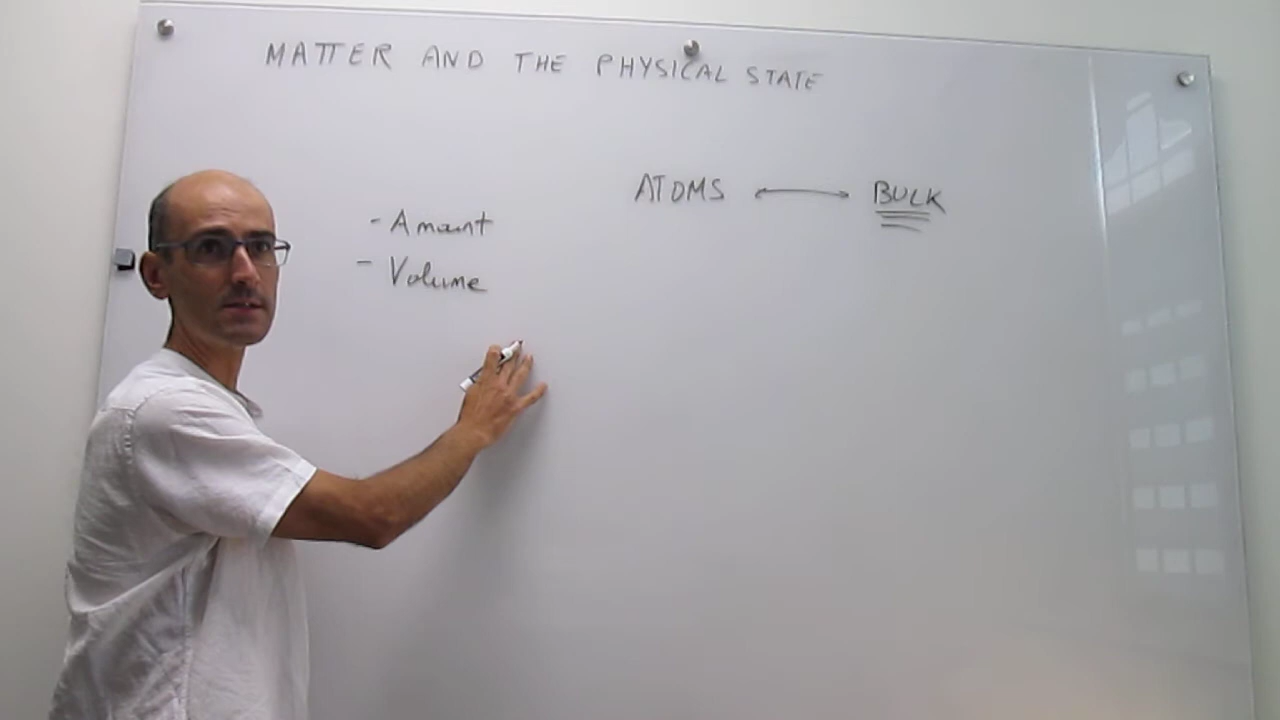 MATTER AND THE PHYSICAL STATE
ATOMS ⟷ BULK
- Amount
- Volume